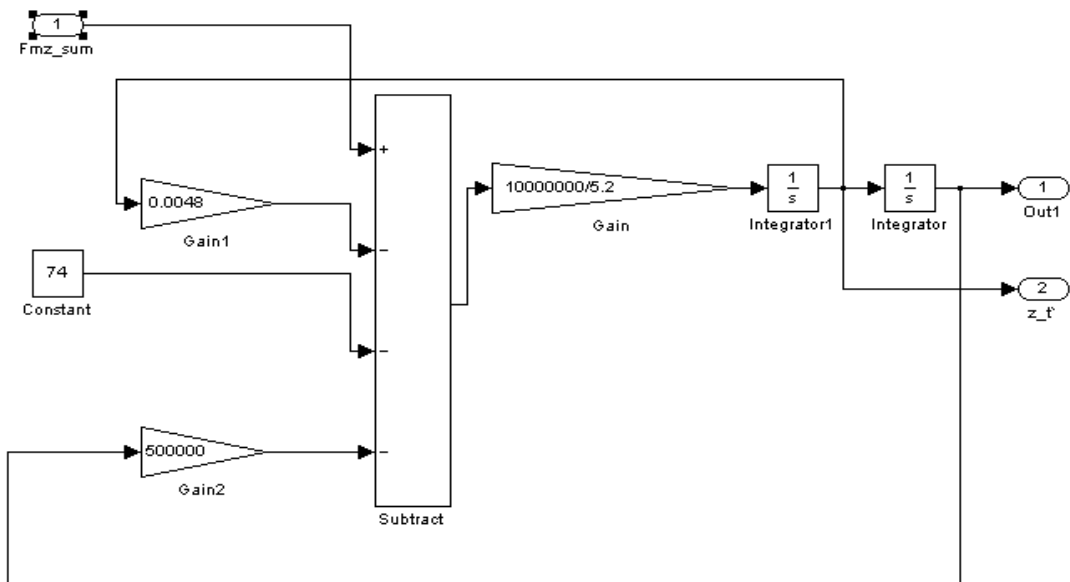 1
Fmz_sum
+
0.0048
Gain1
10000000/5.2
Gain
1
s
Integrator1
1
s
Integrator
1
Out1
−
74
Constant
2
z_t'
−
500000
Gain2
−
Subtract